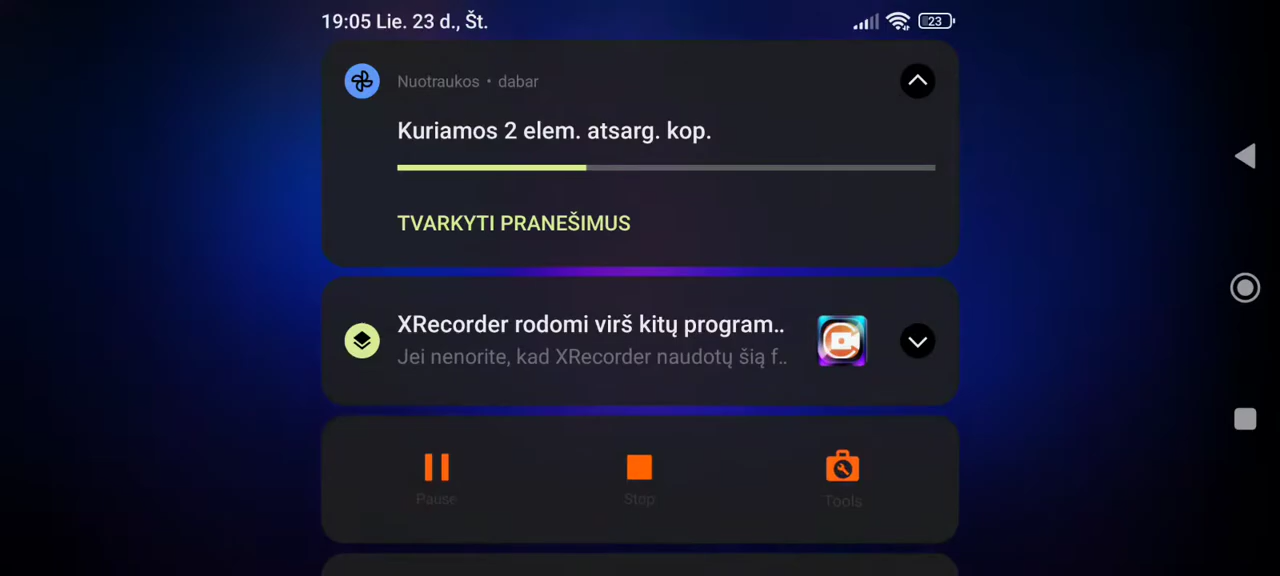 19:05 Lie. 23 d., Št.
23
Nuotraukos • dabar
Kuriamos 2 elem. atsarg. kop.
TVARKYTI PRANEŠIMUS
XRecorder rodomi virš kitų program..
Jei nenorite, kad XRecorder naudotų šią f..
Pause
Stop
Tools